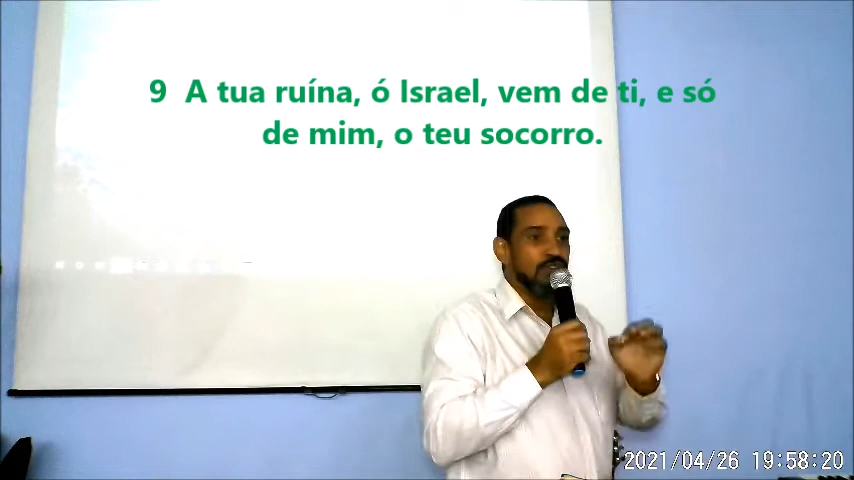 9 A tua ruína, ó Israel, vem de ti, e só
de mim, o teu socorro.
2021/04/26 19:58:20